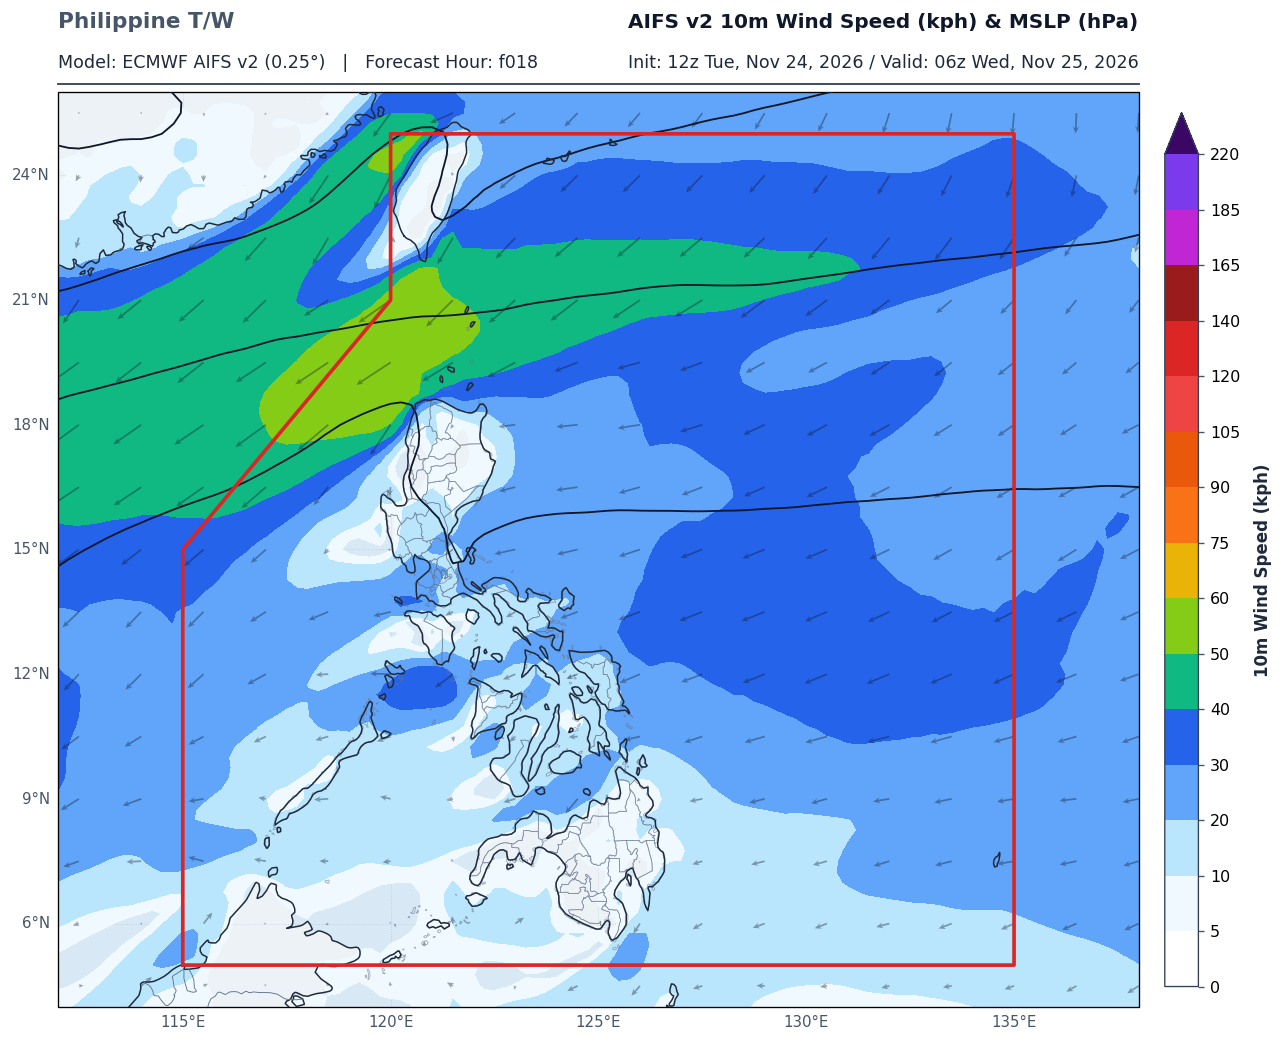 Philippine T/W
AIFS v2 10m Wind Speed (kph) & MSLP (hPa)
Model: ECMWF AIFS v2 (0.25°)   |   Forecast Hour: f018
Init: 12z Tue, Nov 24, 2026 / Valid: 06z Wed, Nov 25, 2026
24°N
21°N
18°N
15°N
12°N
9°N
6°N
115°E
120°E
125°E
130°E
135°E
220
185
165
140
120
105
90
75
60
50
40
30
20
10
5
0
10m Wind Speed (kph)